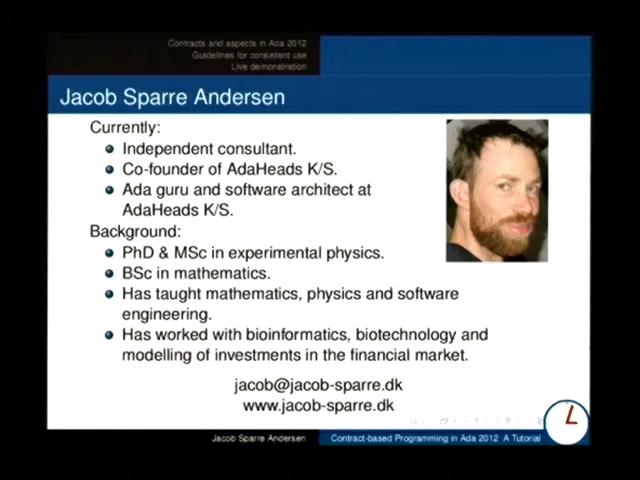 Contracts and aspects in Ada 2012
Guidelines for consistent use
Live demonstration
Jacob Sparre Andersen
Currently:
Independent consultant.
Co-founder of AdaHeads K/S.
Ada guru and software architect at
AdaHeads K/S.
Background:
PhD & MSc in experimental physics.
BSc in mathematics.
Has taught mathematics, physics and software
engineering.
Has worked with bioinformatics, biotechnology and
modelling of investments in the financial market.
jacob@jacob-sparre.dk
www.jacob-sparre.dk
Jacob Sparre Andersen
Contract-based Programming in Ada 2012 A Tutorial